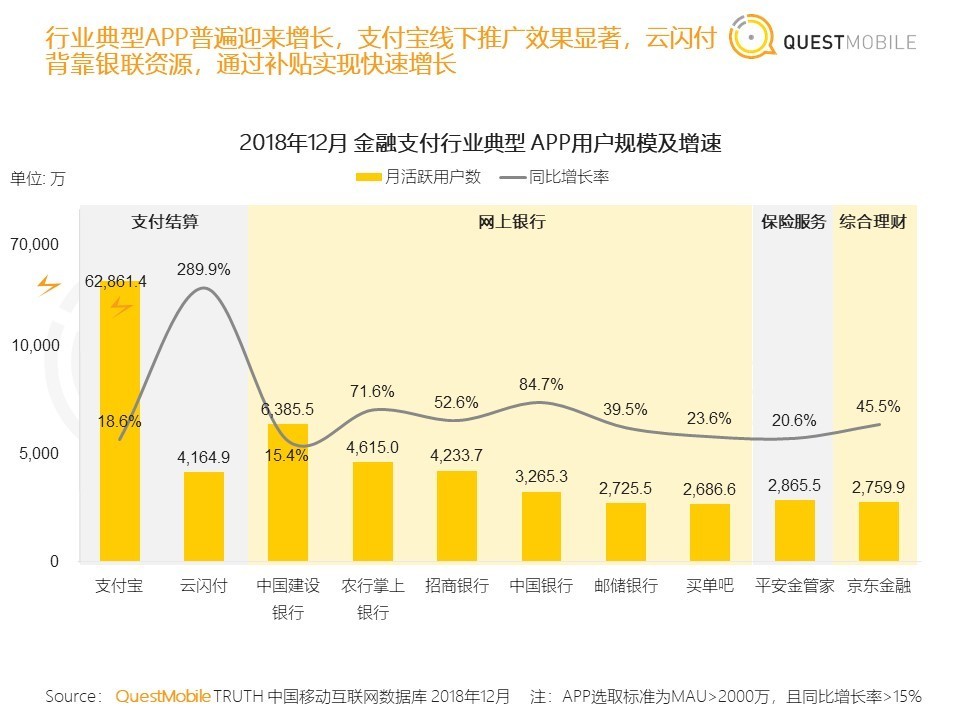 行业典型APP普遍迎来增长，支付宝线下推广效果显著，云闪付
背靠银联资源，通过补贴实现快速增长
QUESTMOBILE
2018年12月 金融支付行业典型 APP用户规模及增速
单位: 万
月活跃用户数 同比增长率
支付结算 网上银行 保险服务 综合理财
70,000
10,000
5,000
0
62,861.4 4,164.9 6,385.5 4,615.0 4,233.7 3,265.3 2,725.5 2,686.6 2,865.5 2,759.9
18.6% 289.9% 15.4% 71.6% 52.6% 84.7% 39.5% 23.6% 20.6% 45.5%
支付宝 云闪付 中国建设 农行掌上 招商银行 中国银行 邮储银行 买单吧 平安金管家 京东金融
银行 银行
Source： QuestMobile TRUTH 中国移动互联网数据库 2018年12月 注：APP选取标准为MAU>2000万，且同比增长率>15%